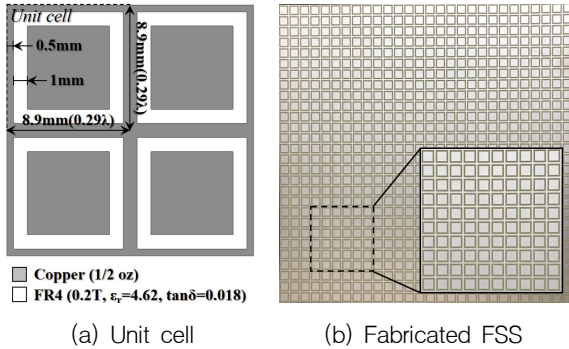 Unit cell
0.5mm
1mm
8.9mm(0.29λ)
8.9mm(0.29λ)
Copper (1/2 oz)
FR4 (0.2T, εr=4.62, tanδ=0.018)
(a) Unit cell
(b) Fabricated FSS